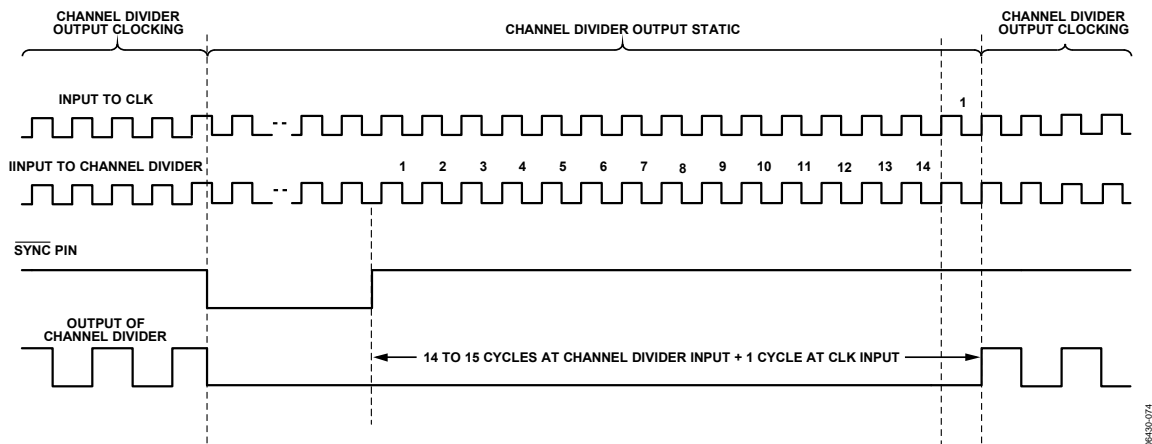 CHANNEL DIVIDER
OUTPUT CLOCKING
CHANNEL DIVIDER OUTPUT STATIC
CHANNEL DIVIDER
OUTPUT CLOCKING
INPUT TO CLK
1
IINPUT TO CHANNEL DIVIDER
1 2 3 4 5 6 7 8 9 10 11 12 13 14
SYNC PIN
OUTPUT OF
CHANNEL DIVIDER
14 TO 15 CYCLES AT CHANNEL DIVIDER INPUT + 1 CYCLE AT CLK INPUT
06430-074